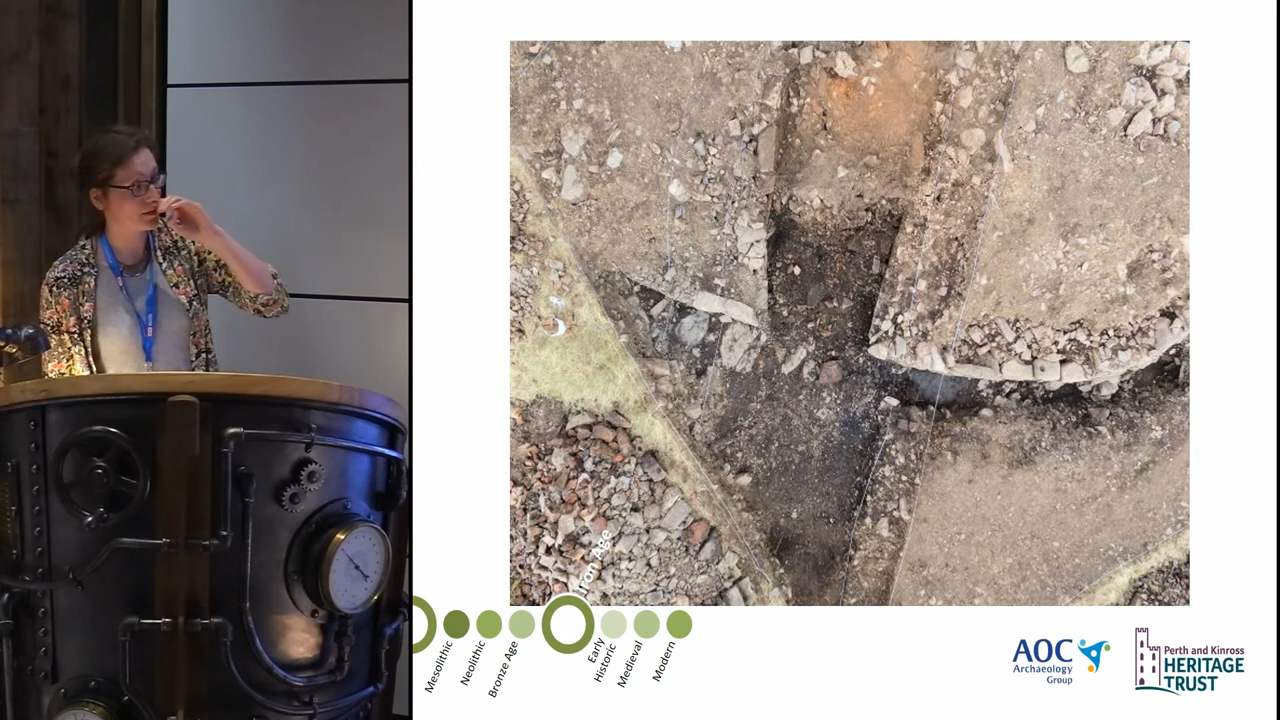 Iron Age
Mesolithic
Neolithic
Bronze Age
Early
Historic
Medieval
Modern
AOC
Archaeology
Group
Perth and Kinross
HERITAGE
TRUST